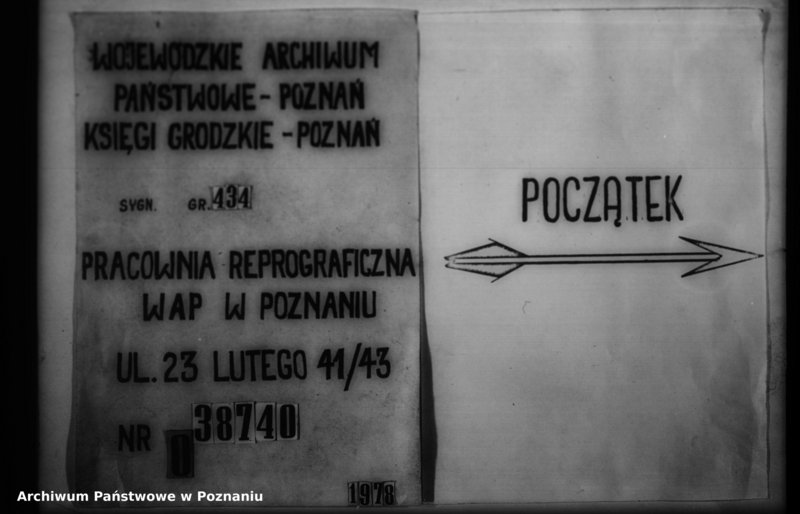 WOJEWÓDZKIE ARCHIWUM
PAŃSTWOWE - POZNAŃ
KSIĘGI GRODZKIE - POZNAŃ
SYGN. GR. 434
PRACOWNIA REPROGRAFICZNA
WAP W POZNANIU
UL. 23 LUTEGO 41/43
NR 0 38740
1978
POCZĄTEK
Archiwum Państwowe w Poznaniu